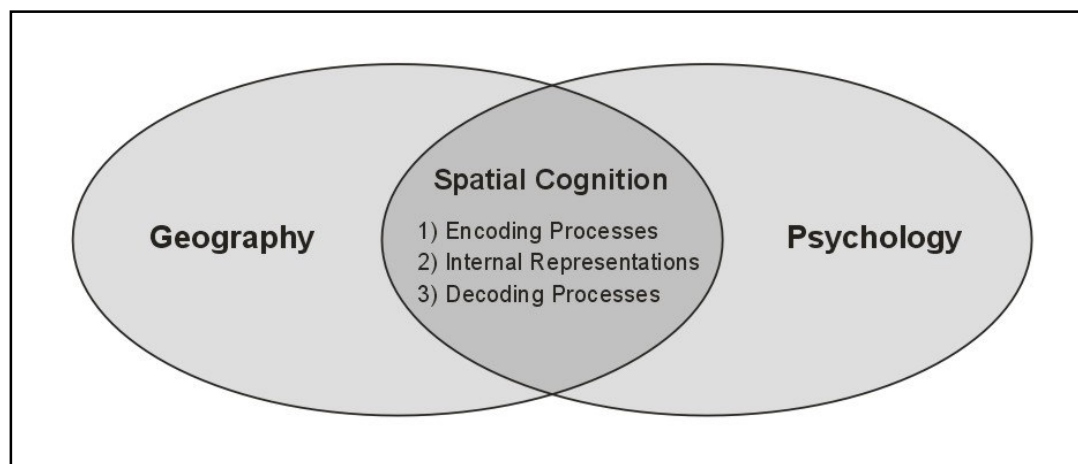 Spatial Cognition
Geography
1) Encoding Processes
2) Internal Representations
3) Decoding Processes
Psychology